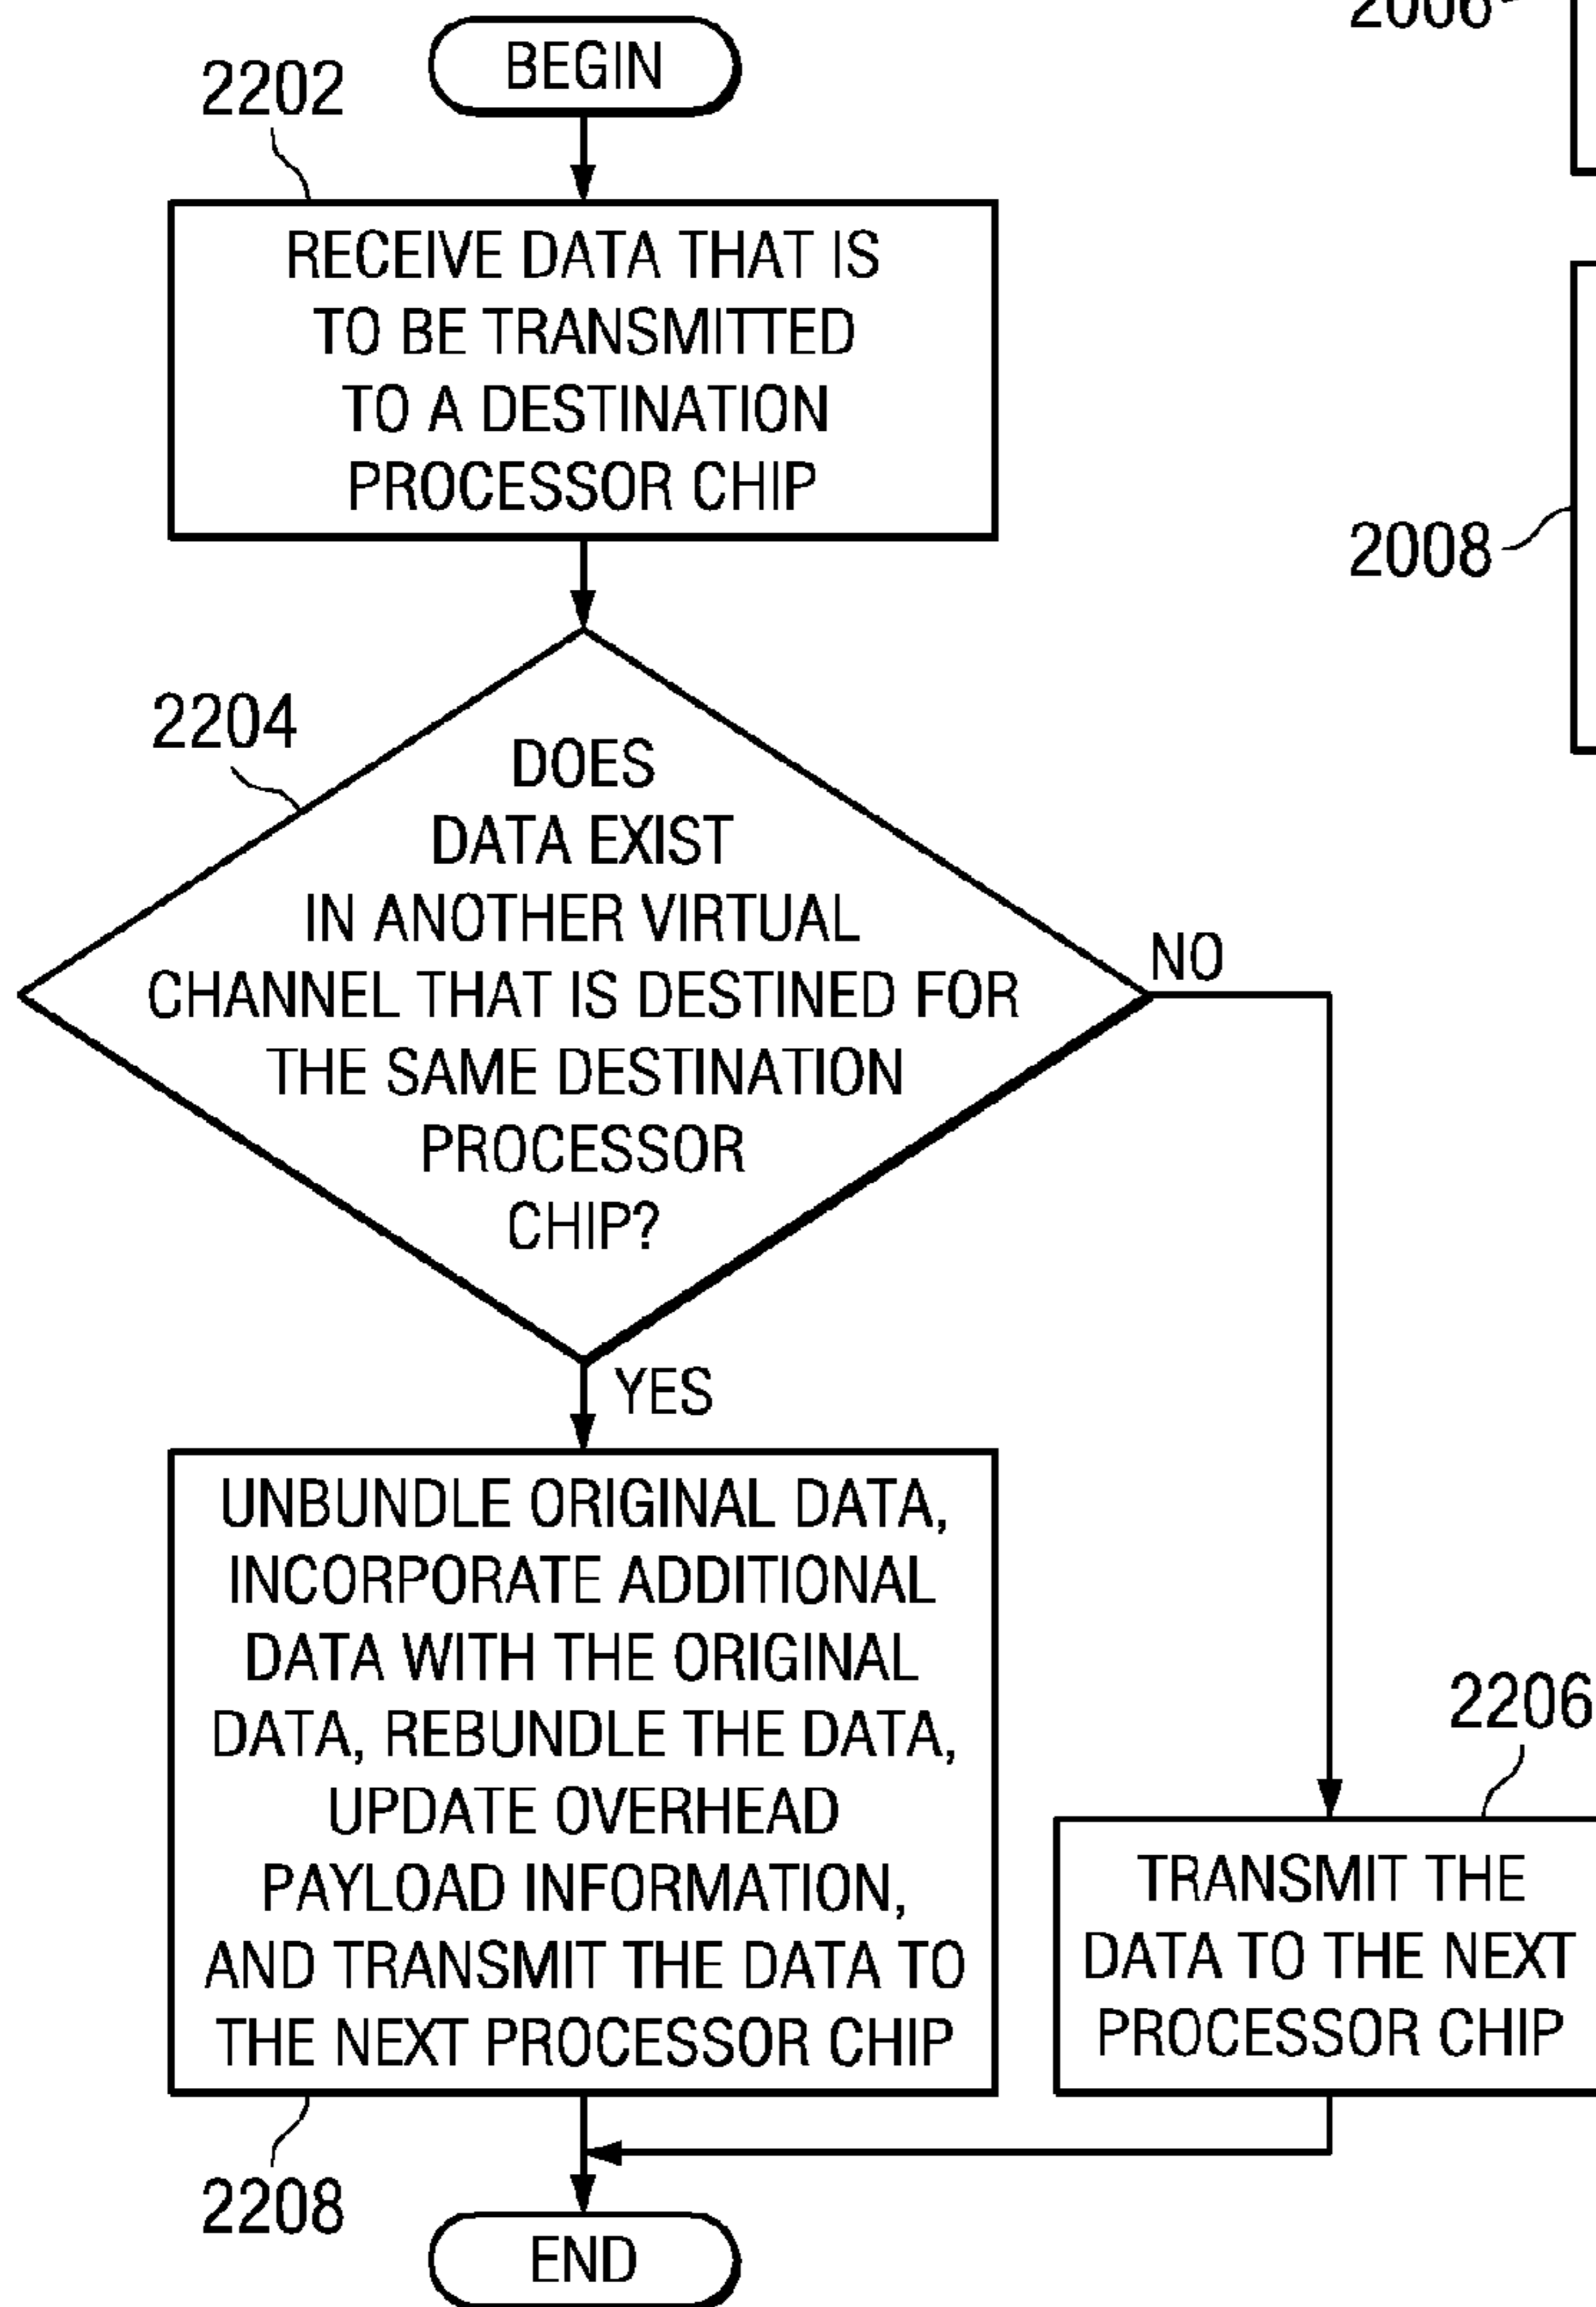 BEGIN
2202
RECEIVE DATA THAT IS
TO BE TRANSMITTED
TO A DESTINATION
PROCESSOR CHIP
2204
DOES
DATA EXIST
IN ANOTHER VIRTUAL
CHANNEL THAT IS DESTINED FOR
THE SAME DESTINATION
PROCESSOR
CHIP?
NO
YES
UNBUNDLE ORIGINAL DATA,
INCORPORATE ADDITIONAL
DATA WITH THE ORIGINAL
DATA, REBUNDLE THE DATA,
UPDATE OVERHEAD
PAYLOAD INFORMATION,
AND TRANSMIT THE DATA TO
THE NEXT PROCESSOR CHIP
2208
2206
TRANSMIT THE
DATA TO THE NEXT
PROCESSOR CHIP
END
2008